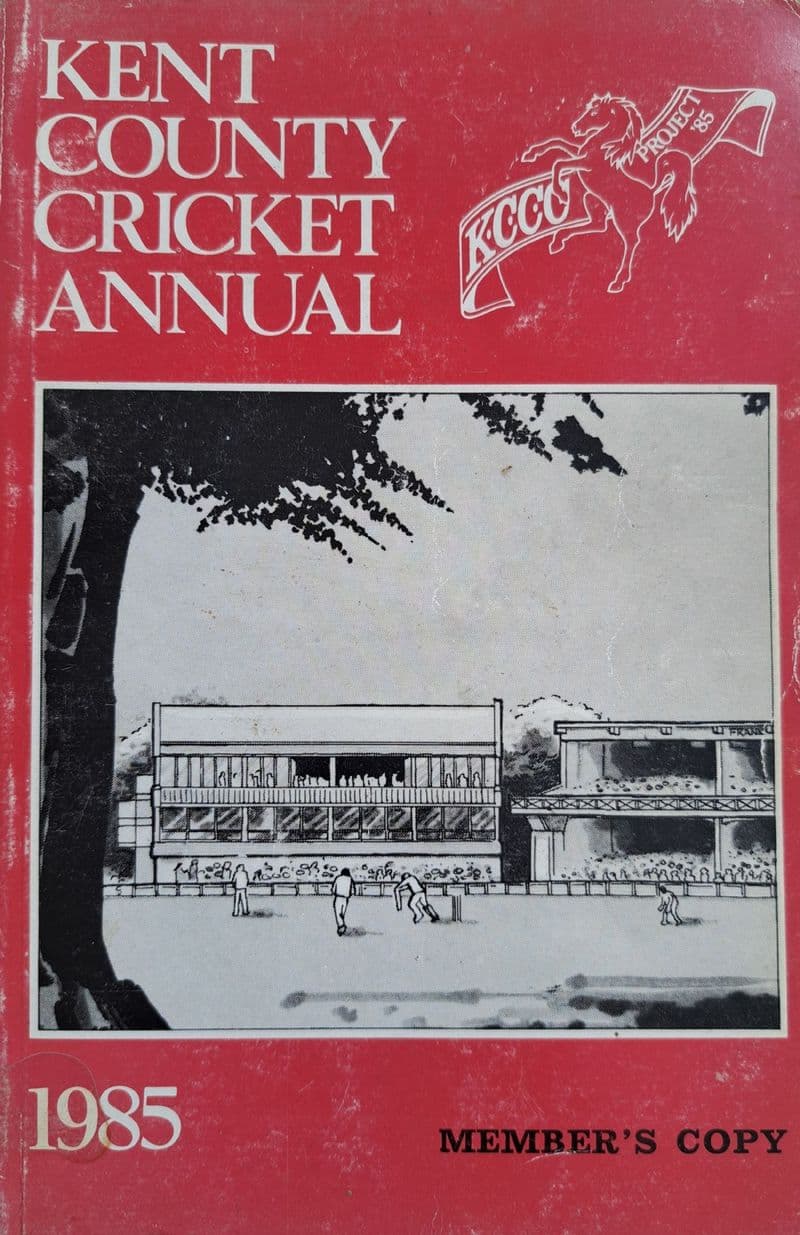 KENT
COUNTY
CRICKET
ANNUAL
PROJECT
'85
K·C·C·C
1985
MEMBER'S COPY